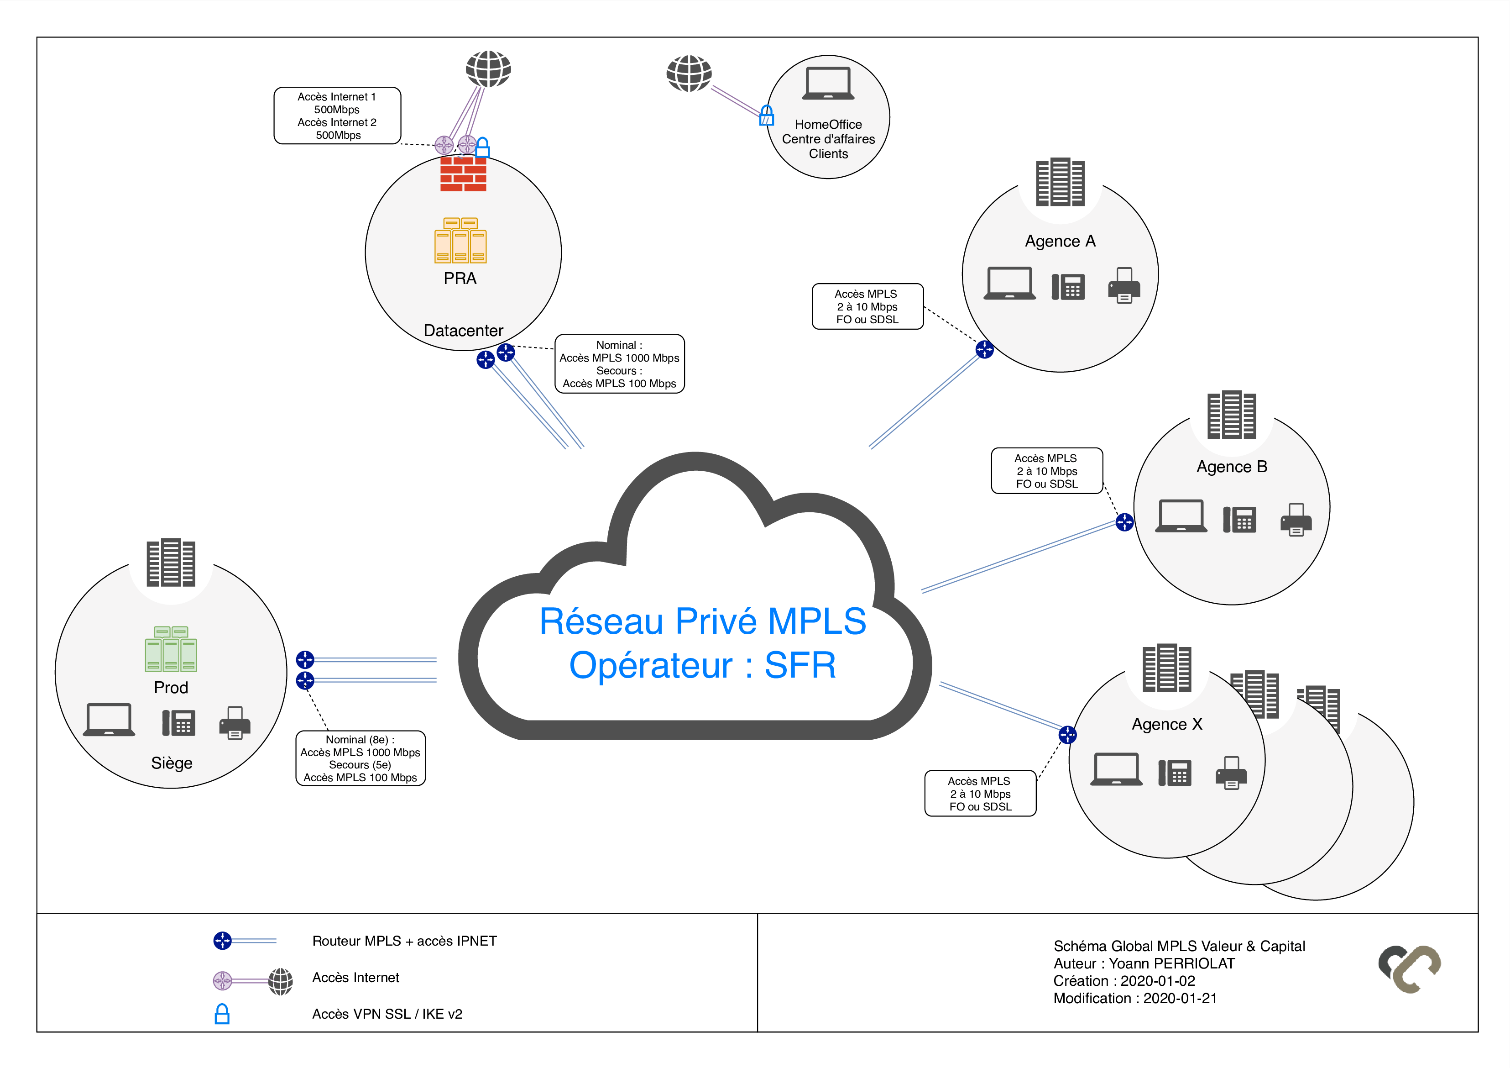 Accès Internet 1
500Mbps
Accès Internet 2
500Mbps
HomeOffice
Centre d'affaires
Clients
PRA
Datacenter
Nominal :
Accès MPLS 1000 Mbps
Secours :
Accès MPLS 100 Mbps
Agence A
Accès MPLS
2 à 10 Mbps
FO ou SDSL
Agence B
Accès MPLS
2 à 10 Mbps
FO ou SDSL
Réseau Privé MPLS
Opérateur : SFR
Prod
Siège
Nominal (8e) :
Accès MPLS 1000 Mbps
Secours (5e)
Accès MPLS 100 Mbps
Agence X
Accès MPLS
2 à 10 Mbps
FO ou SDSL
Routeur MPLS + accès IPNET
Accès Internet
Accès VPN SSL / IKE v2
Schéma Global MPLS Valeur & Capital
Auteur : Yoann PERRIOLAT
Création : 2020-01-02
Modification : 2020-01-21